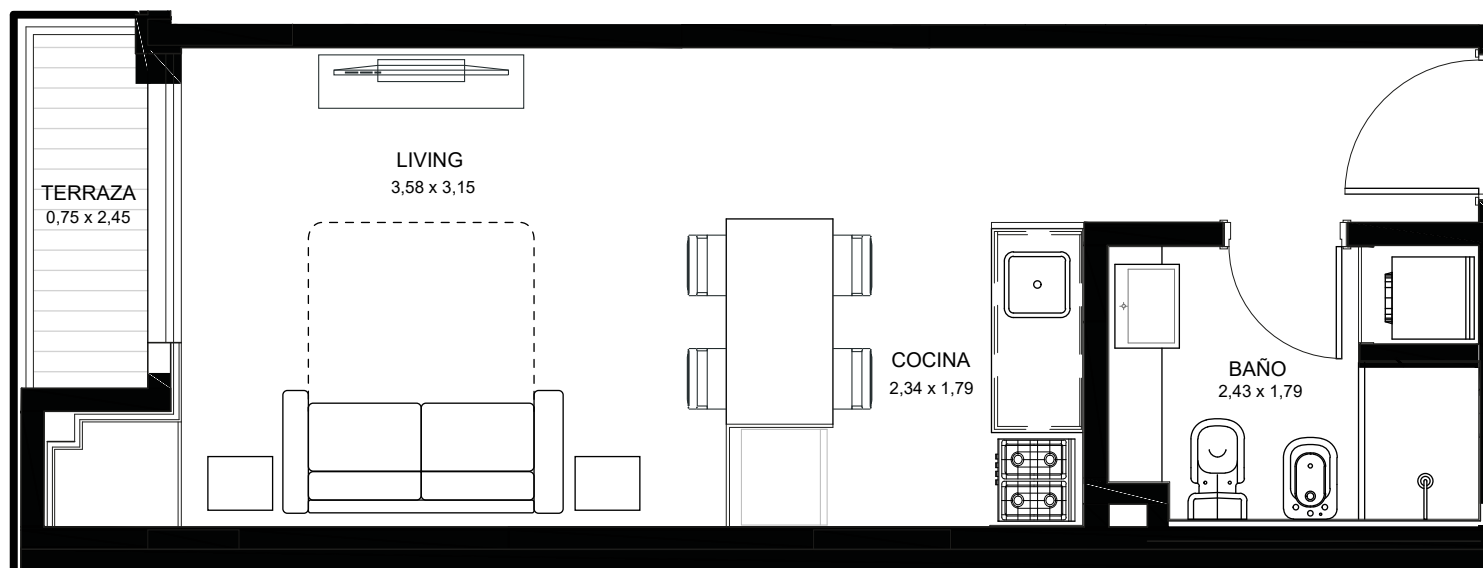 LIVING
3,58 x 3,15
TERRAZA
0,75 x 2,45
COCINA
2,34 x 1,79
BAÑO
2,43 x 1,79